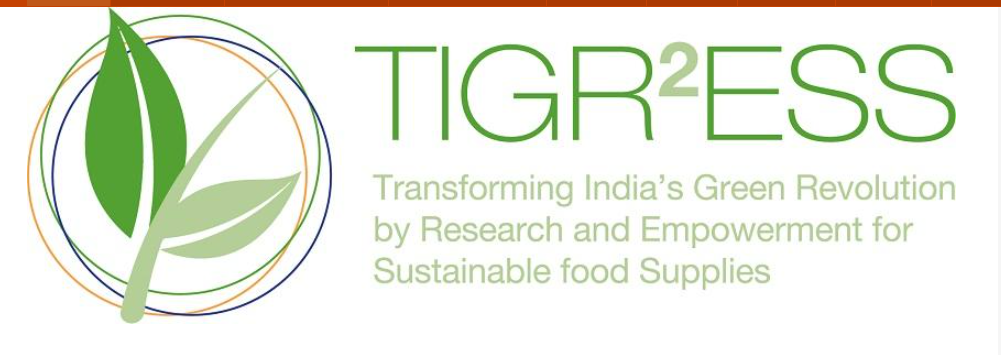 TIGR²ESS
Transforming India's Green Revolution
by Research and Empowerment for
Sustainable food Supplies